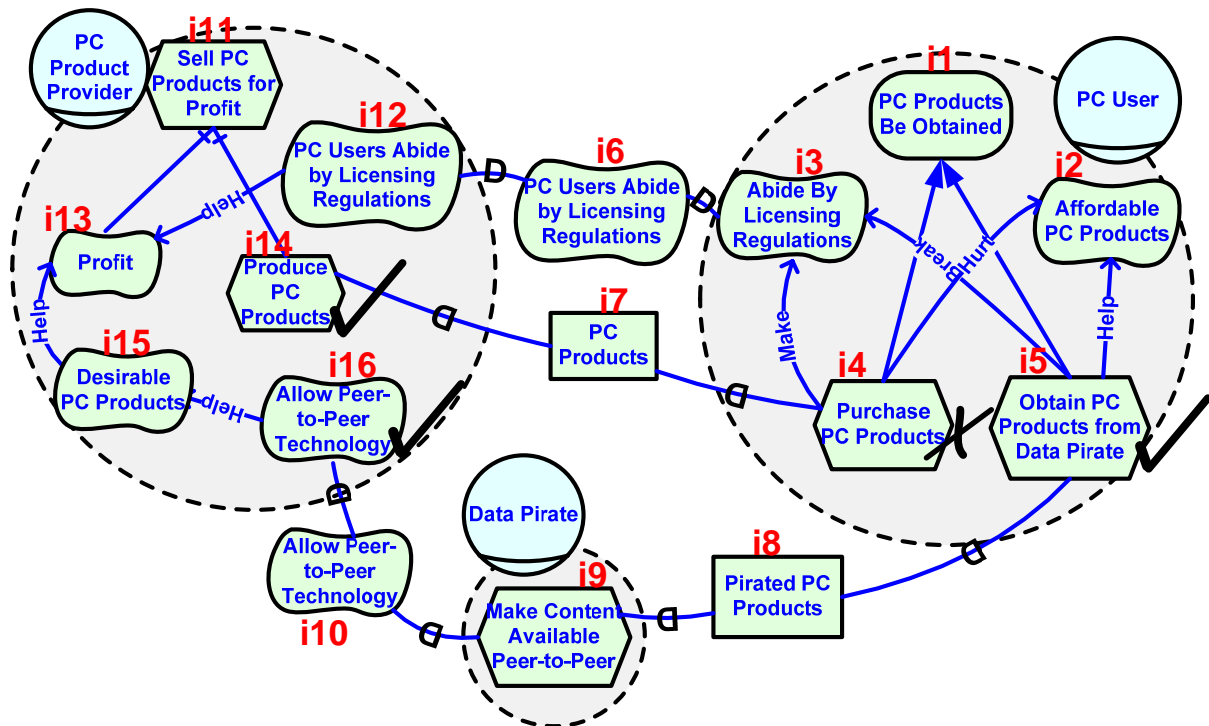 PC
Product
Provider
i11
Sell PC
Products for
Profit
i12
PC Users Abide
by Licensing
Regulations
Help
i13
Profit
i14
Produce
PC
Products
Help
i15
Desirable
PC Products
Help
i16
Allow Peer-
to-Peer
Technology
D
D
i6
PC Users Abide
by Licensing
Regulations
D
i7
PC
Products
D
D
i10
Allow Peer-
to-Peer
Technology
D
Data Pirate
i9
Make Content
Available
Peer-to-Peer
D
i8
Pirated PC
Products
D
PC User
i1
PC Products
Be Obtained
i3
Abide By
Licensing
Regulations
i2
Affordable
PC Products
Break
Hurt
Make
Help
i4
Purchase
PC Products
i5
Obtain PC
Products from
Data Pirate